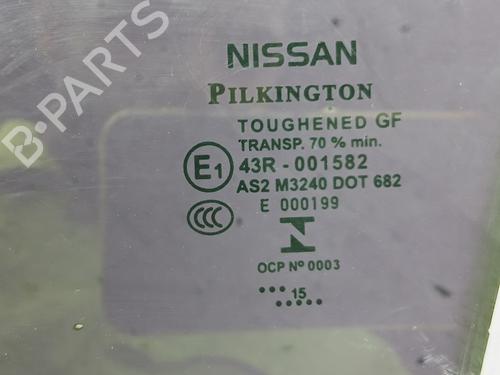 B-PARTS
NISSAN
PILKINGTON
TOUGHENED GF
TRANSP. 70 % min.
E1 43R - 001582
AS2 M3240 DOT 682
E 000199
CCC
OCP Nº 0003
15